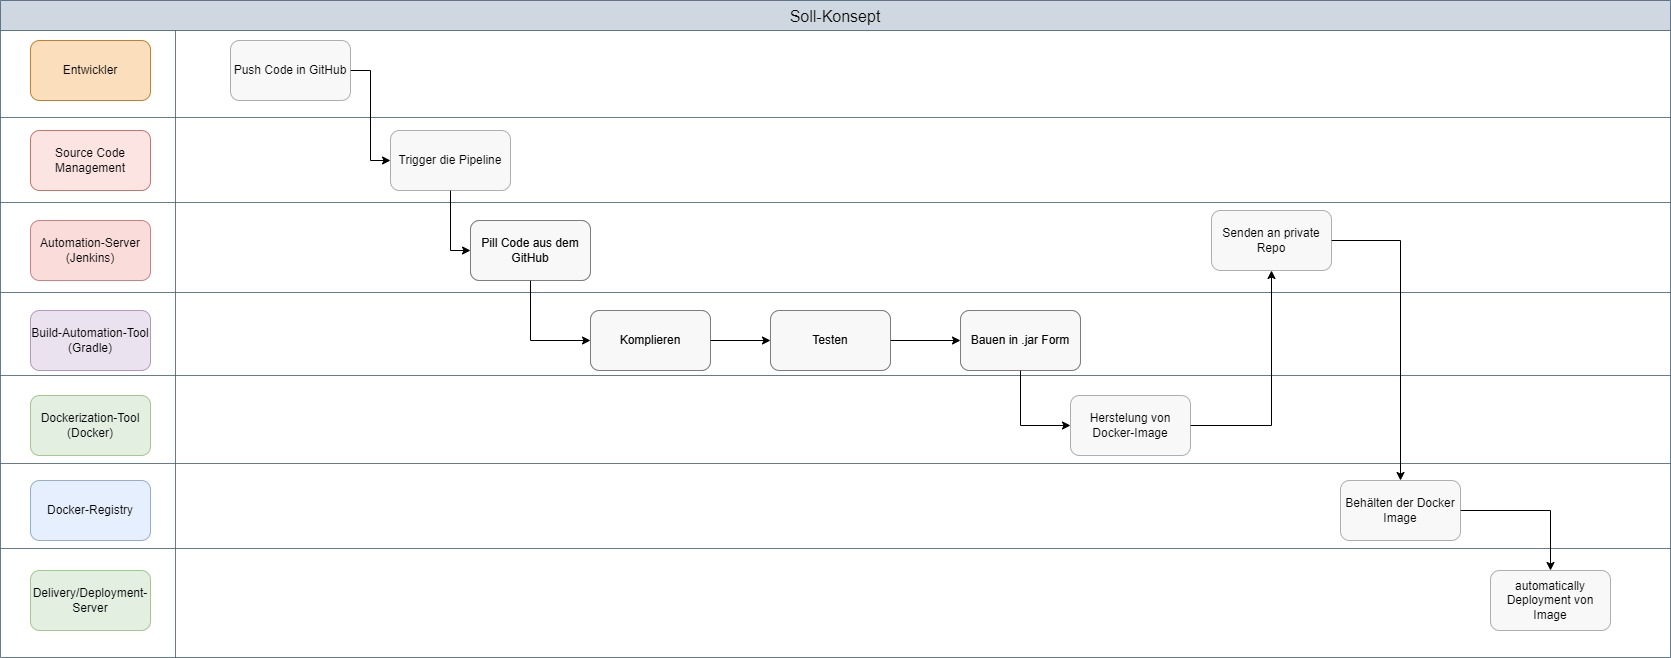 Soll-Konsept
Entwickler
Push Code in GitHub
Source Code
Management
Trigger die Pipeline
Automation-Server
(Jenkins)
Pill Code aus dem
GitHub
Senden an private
Repo
Build-Automation-Tool
(Gradle)
Komplieren
Testen
Bauen in .jar Form
Dockerization-Tool
(Docker)
Herstelung von
Docker-Image
Docker-Registry
Behälten der Docker
Image
Delivery/Deployment-
Server
automatically
Deployment von
Image